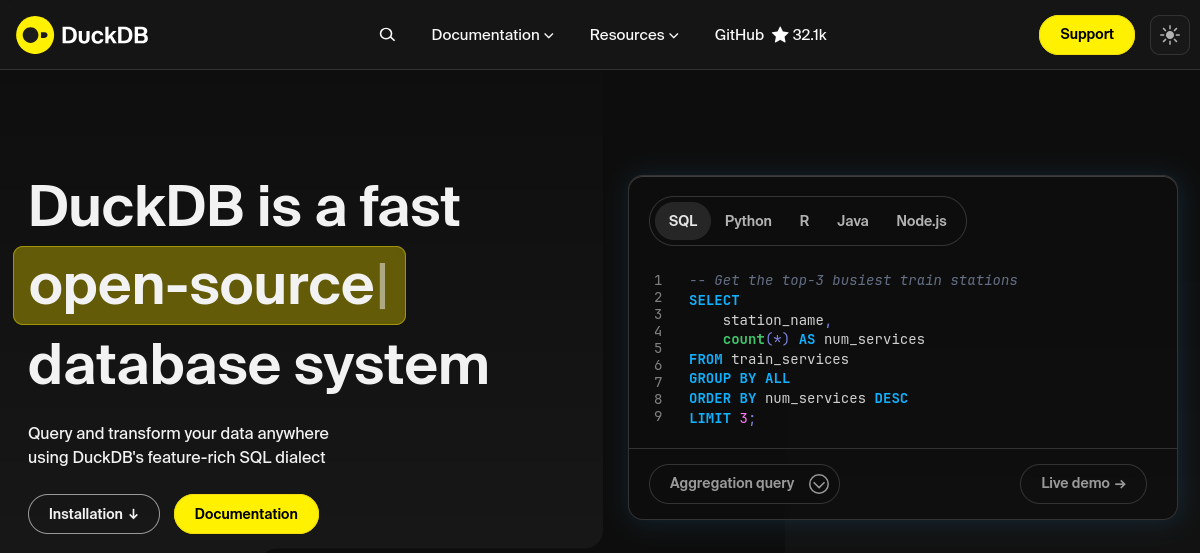 DuckDB
Documentation
Resources
GitHub 32.1k
Support
DuckDB is a fast
open-source
database system
Query and transform your data anywhere
using DuckDB's feature-rich SQL dialect
Installation ↓
Documentation
SQL Python R Java Node.js
1 -- Get the top-3 busiest train stations
2 SELECT
3     station_name,
4     count(*) AS num_services
5 FROM train_services
6 GROUP BY ALL
7 ORDER BY num_services DESC
8 LIMIT 3;
9
Aggregation query
Live demo →